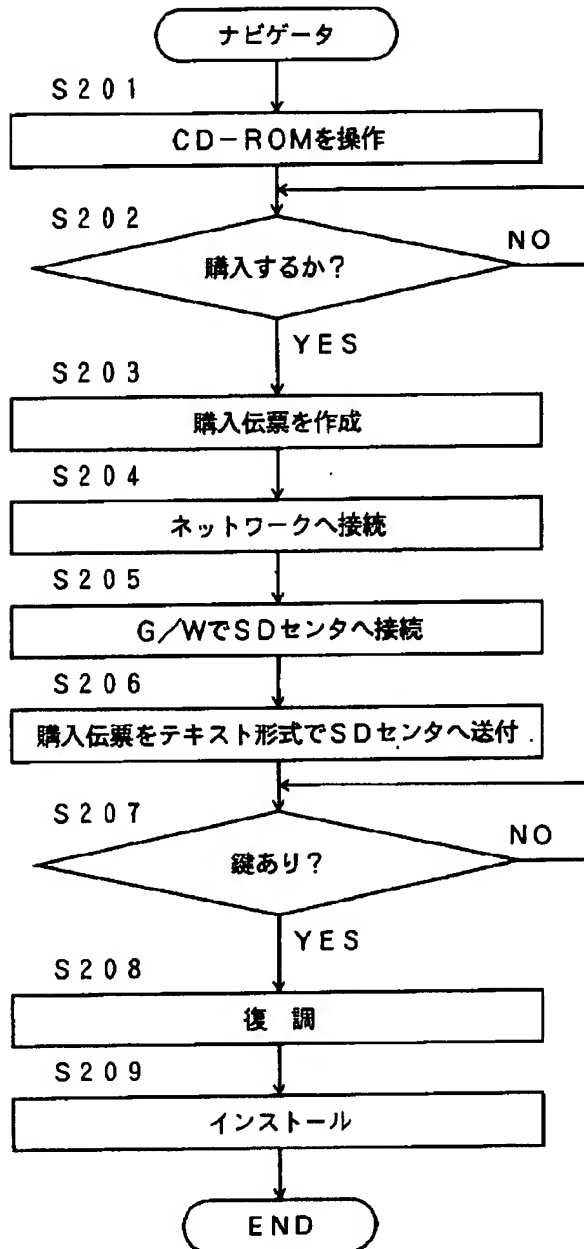 ナビゲータ
S201
CD－ROMを操作
S202
購入するか？
NO
YES
S203
購入伝票を作成
S204
ネットワークへ接続
S205
G／WでSDセンタへ接続
S206
購入伝票をテキスト形式でSDセンタへ送付
S207
鍵あり？
NO
YES
S208
復 調
S209
インストール
END